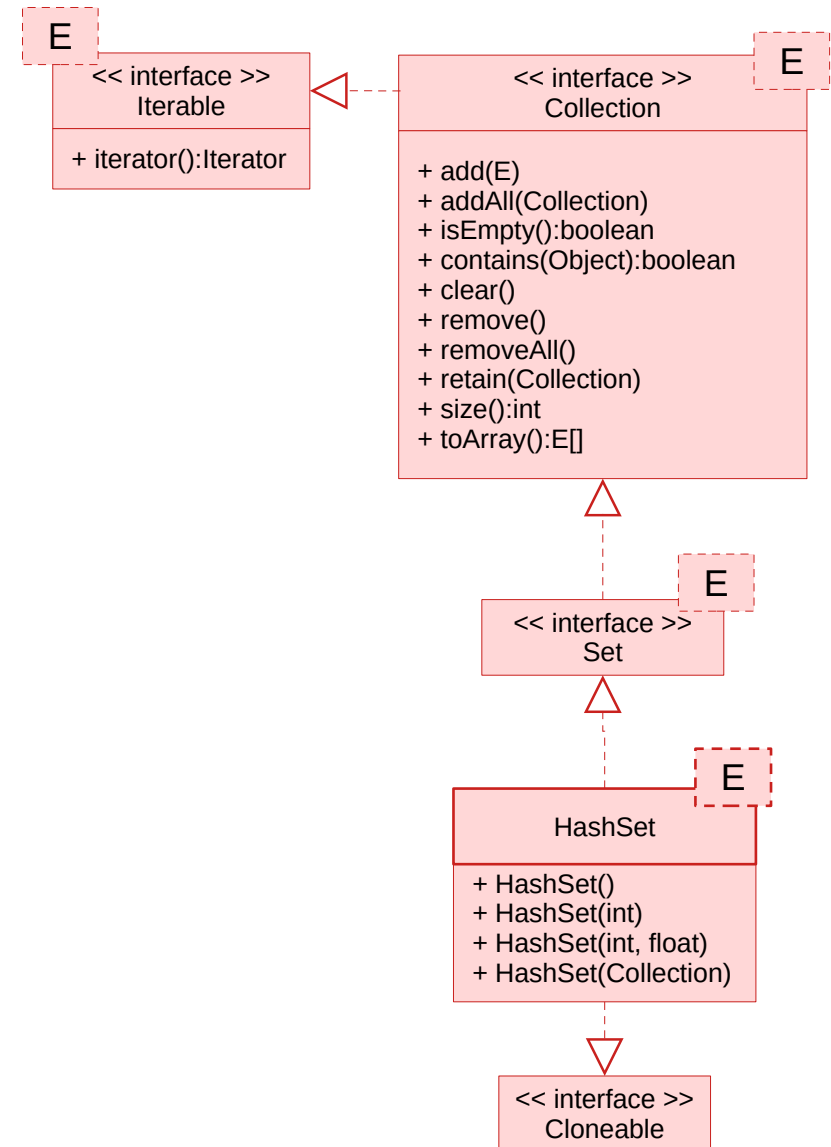 E
<< interface >>
Iterable
+ iterator():Iterator
E
<< interface >>
Collection
+ add(E)
+ addAll(Collection)
+ isEmpty():boolean
+ contains(Object):boolean
+ clear()
+ remove()
+ removeAll()
+ retain(Collection)
+ size():int
+ toArray():E[]
E
<< interface >>
Set
E
HashSet
+ HashSet()
+ HashSet(int)
+ HashSet(int, float)
+ HashSet(Collection)
<< interface >>
Cloneable